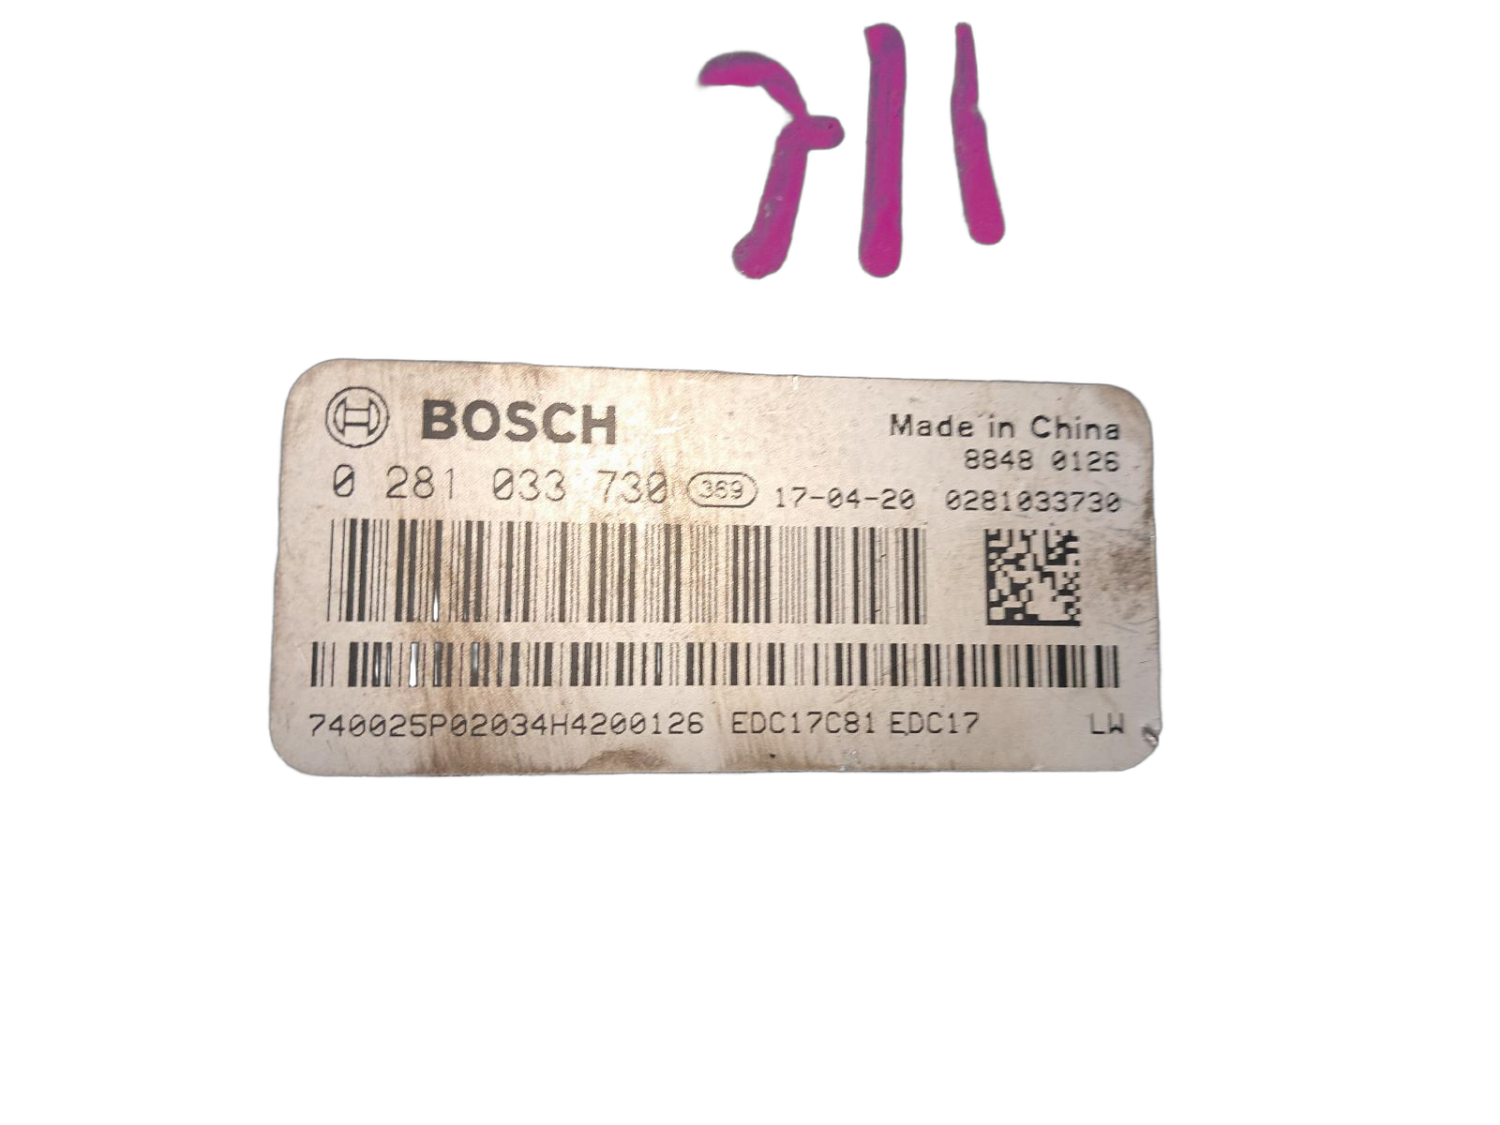 711
BOSCH
Made in China
8848 0126
0 281 033 730 369 17-04-20 0281033730
740025P02034H4200126 EDC17C81 EDC17 LW